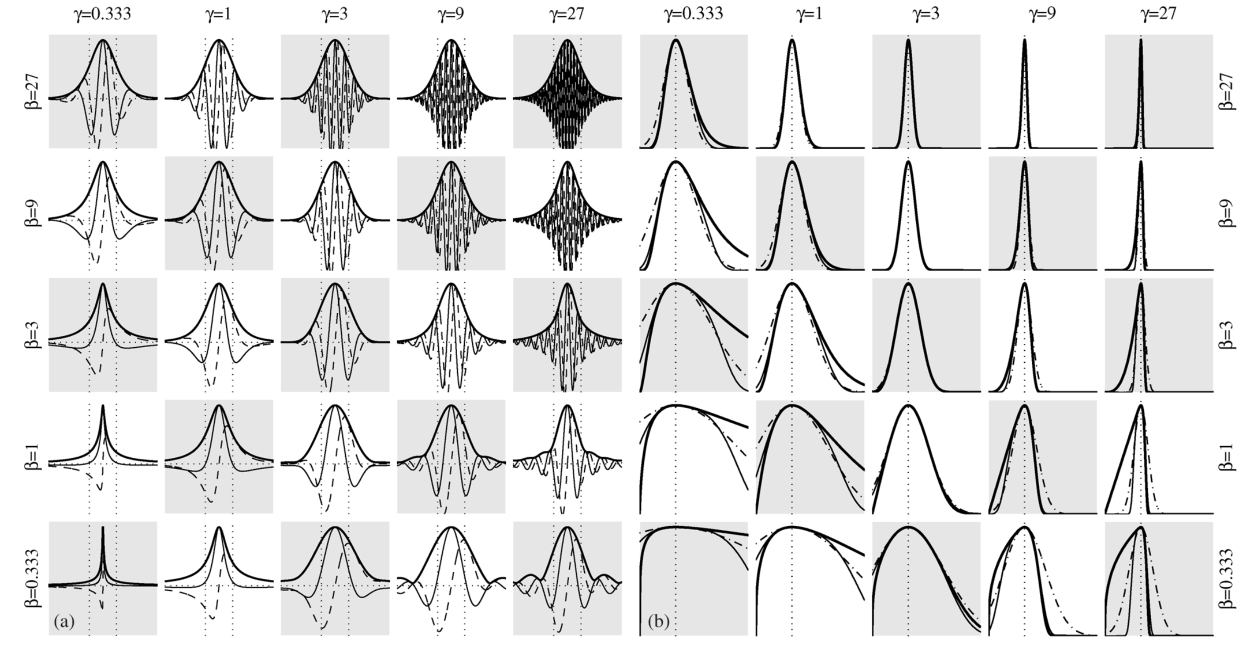 γ=0.333 γ=1 γ=3 γ=9 γ=27 γ=0.333 γ=1 γ=3 γ=9 γ=27
β=27 β=27
β=9 β=9
β=3 β=3
β=1 β=1
β=0.333 (a) (b) β=0.333